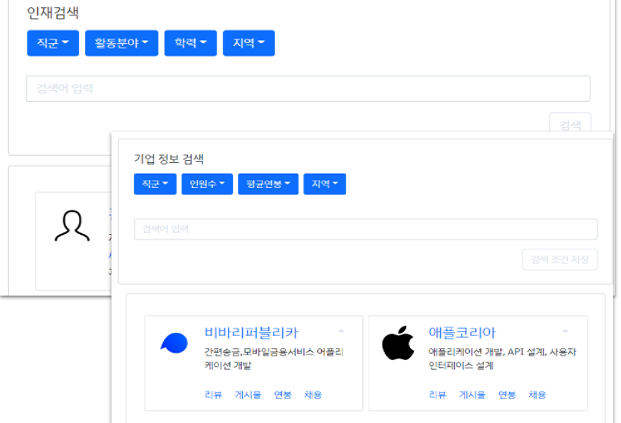 인재검색
직군 활동분야 학력 지역
검색어 입력
검색
기업 정보 검색
직군 인원수 평균연봉 지역
검색어 입력
검색 조건 저장
비바리퍼블리카
간편송금,모바일금융서비스 어플리
케이션 개발
리뷰 게시물 연봉 채용
애플코리아
애플리케이션 개발, API 설계, 사용자
인터페이스 설계
리뷰 게시물 연봉 채용